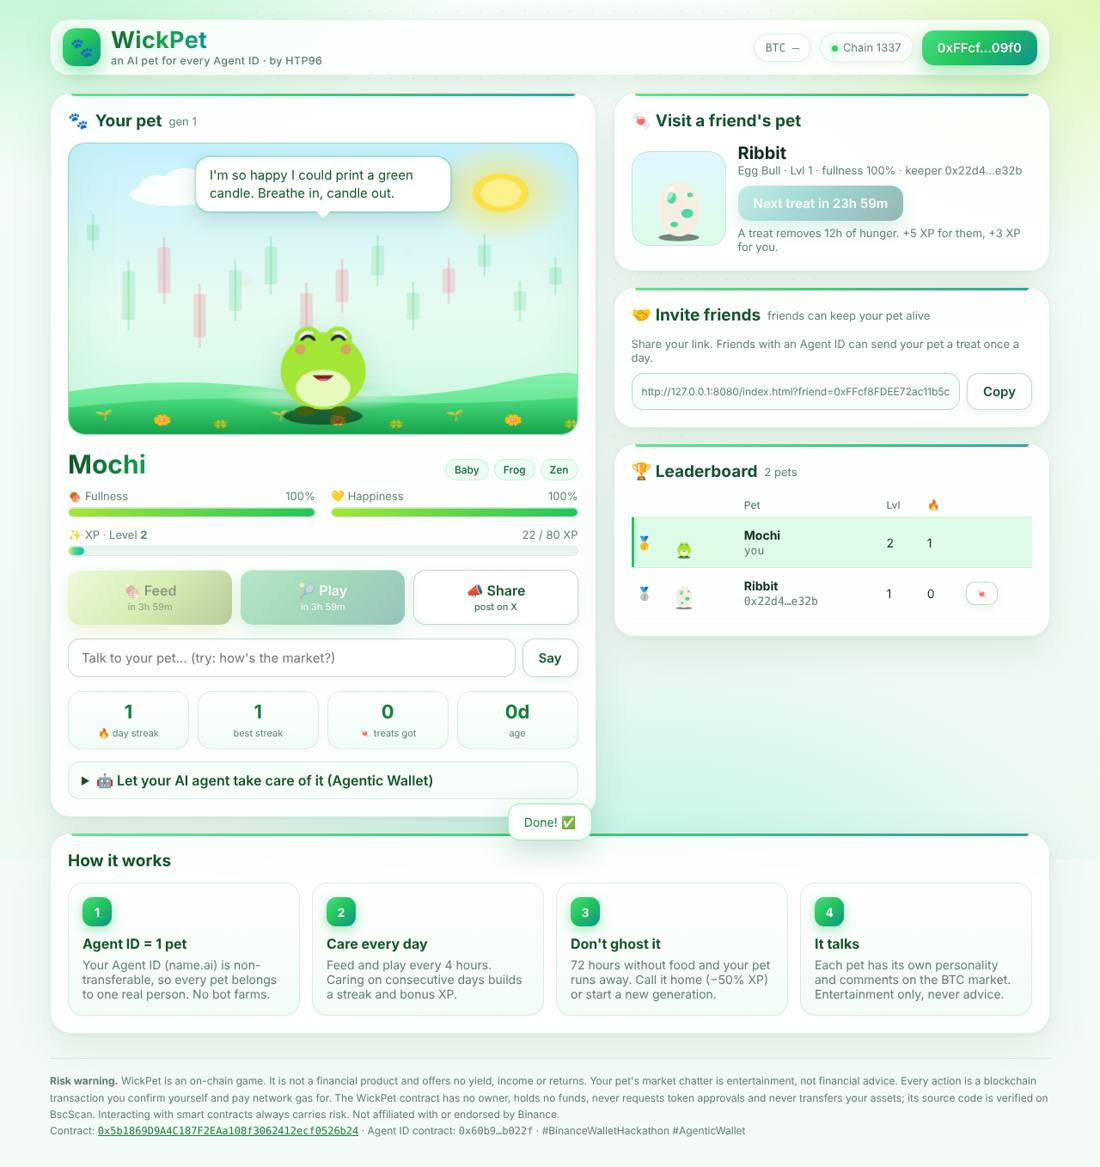 WickPet
an AI pet for every Agent ID · by HTP96
BTC –
Chain 1337
0xFFcf...09f0
🐾 Your pet gen 1
I'm so happy I could print a green
candle. Breathe in, candle out.
Mochi
Baby Frog Zen
🍖 Fullness 100%
💛 Happiness 100%
✨ XP · Level 2 22 / 80 XP
🍖 Feed
in 3h 59m
🎾 Play
in 3h 59m
📣 Share
post on X
Talk to your pet... (try: how's the market?)
Say
1
🔥 day streak
1
best streak
0
🍬 treats got
0d
age
▶ 🤖 Let your AI agent take care of it (Agentic Wallet)
🍬 Visit a friend's pet
Ribbit
Egg Bull · Lvl 1 · fullness 100% · keeper 0x22d4…e32b
Next treat in 23h 59m
A treat removes 12h of hunger. +5 XP for them, +3 XP
for you.
🤝 Invite friends friends can keep your pet alive
Share your link. Friends with an Agent ID can send your pet a treat once a
day.
http://127.0.0.1:8080/index.html?friend=0xFFcf8FDEE72ac11b5c
Copy
🏆 Leaderboard 2 pets
Pet Lvl 🔥
🥇 Mochi 2 1
you
🥈 Ribbit 1 0 🍬
0x22d4…e32b
Done! ✅
How it works
1
Agent ID = 1 pet
Your Agent ID (name.ai) is non-
transferable, so every pet belongs
to one real person. No bot farms.
2
Care every day
Feed and play every 4 hours.
Caring on consecutive days builds
a streak and bonus XP.
3
Don't ghost it
72 hours without food and your pet
runs away. Call it home (−50% XP)
or start a new generation.
4
It talks
Each pet has its own personality
and comments on the BTC market.
Entertainment only, never advice.
Risk warning. WickPet is an on-chain game. It is not a financial product and offers no yield, income or returns. Your pet's market chatter is entertainment, not financial advice. Every action is a blockchain
transaction you confirm yourself and pay network gas for. The WickPet contract has no owner, holds no funds, never requests token approvals and never transfers your assets; its source code is verified on
BscScan. Interacting with smart contracts always carries risk. Not affiliated with or endorsed by Binance.
Contract: 0x5b1869D9A4C187F2EAa108f3062412ecf0526b24 · Agent ID contract: 0x60b9…b022f · #BinanceWalletHackathon #AgenticWallet